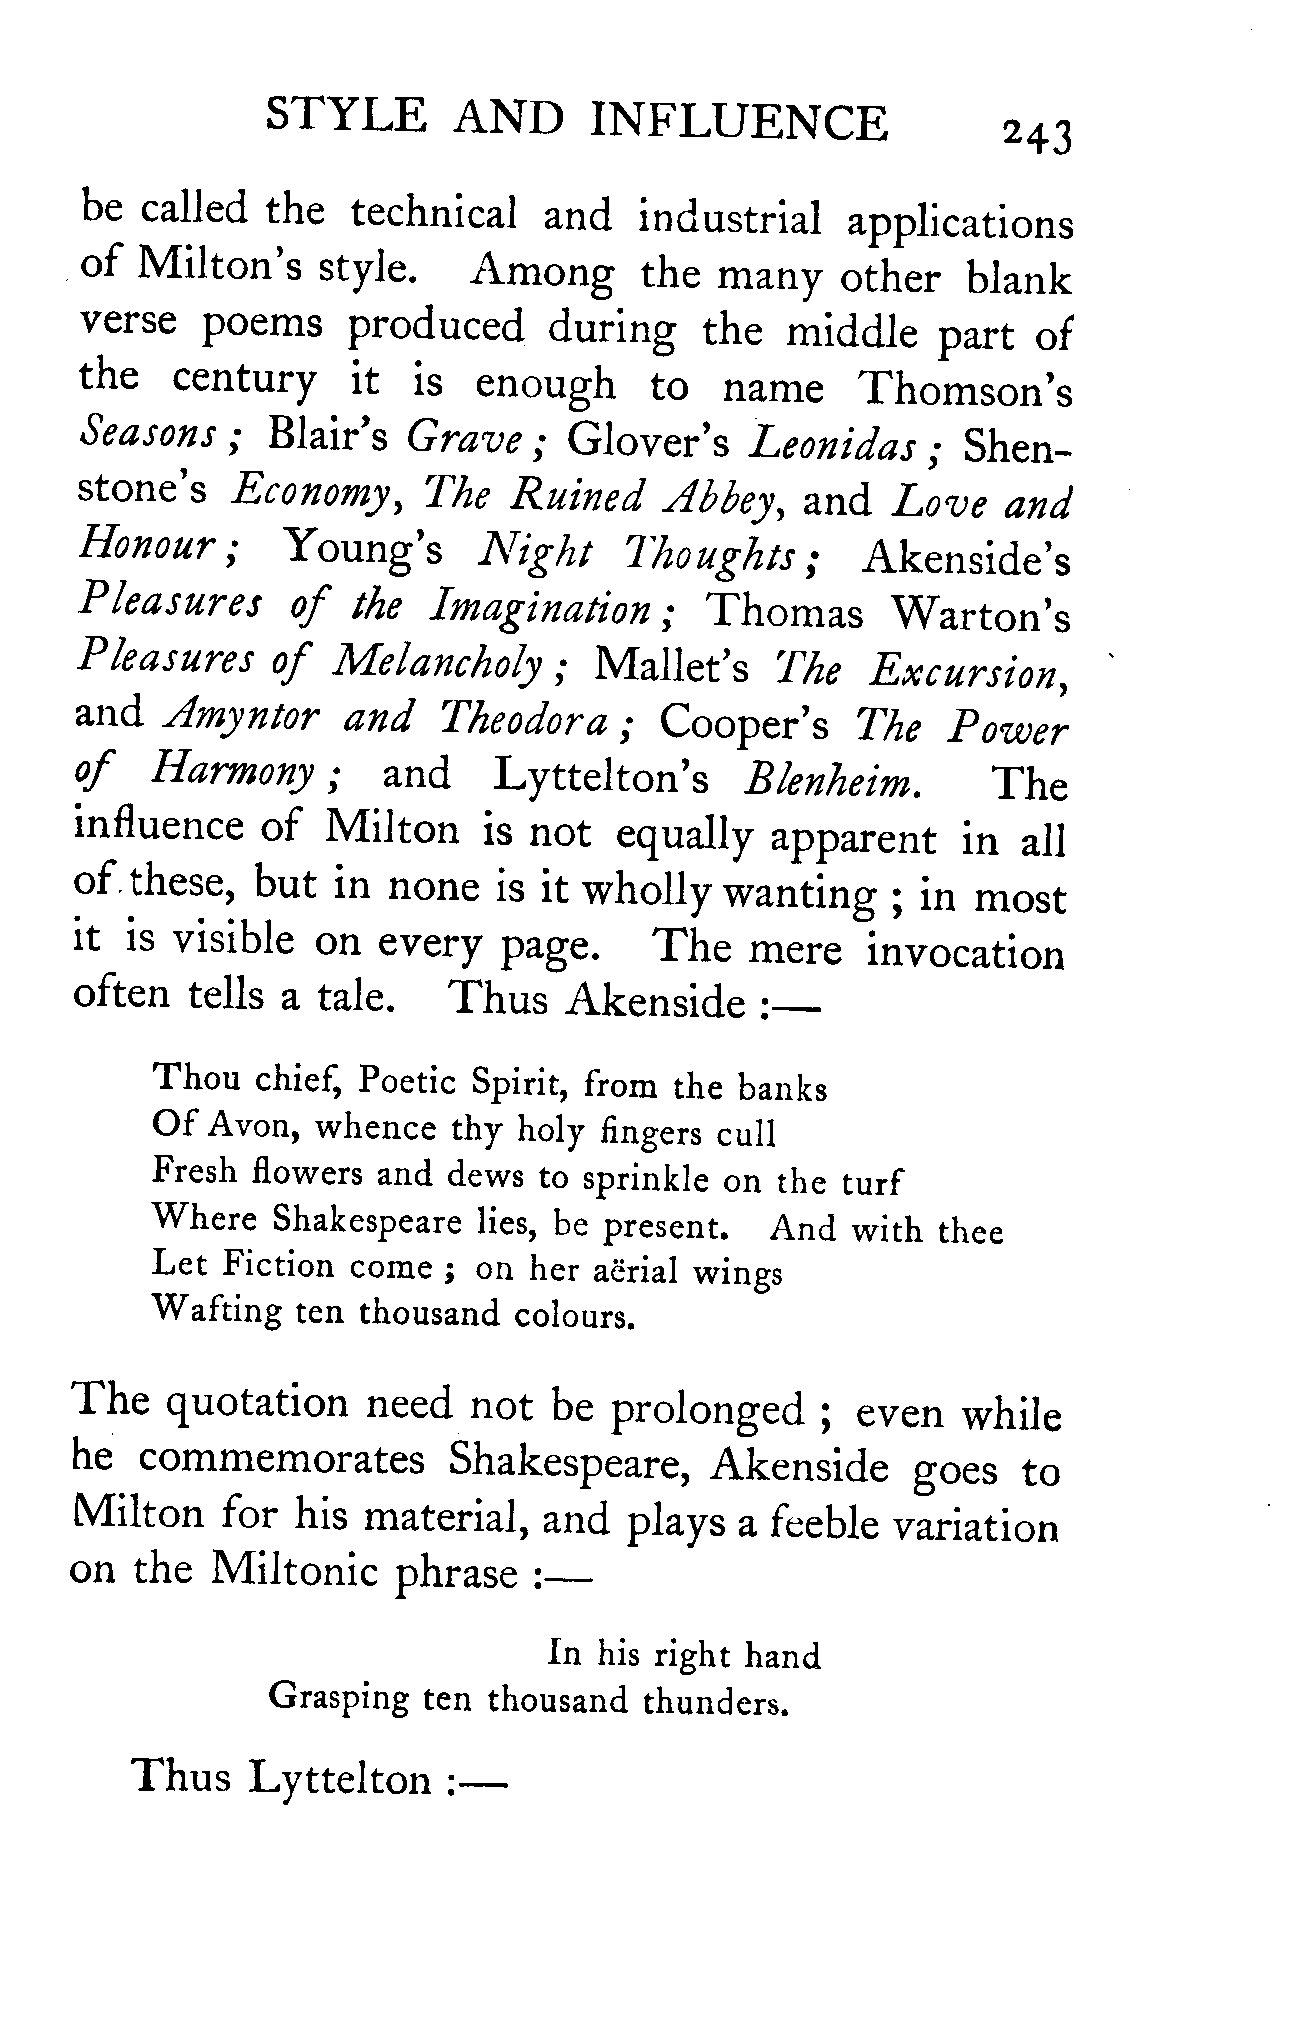 STYLE AND INFLUENCE 243
be called the technical and industrial applications
of Milton's style. Among the many other blank
verse poems produced during the middle part of
the century it is enough to name Thomson's
Seasons ; Blair's Grave ; Glover's Leonidas ; Shen-
stone's Economy, The Ruined Abbey, and Love and
Honour ; Young's Night Thoughts ; Akenside's
Pleasures of the Imagination ; Thomas Warton's
Pleasures of Melancholy ; Mallet's The Excursion,
and Amyntor and Theodora ; Cooper's The Power
of Harmony ; and Lyttelton's Blenheim. The
influence of Milton is not equally apparent in all
of these, but in none is it wholly wanting ; in most
it is visible on every page. The mere invocation
often tells a tale. Thus Akenside :—
Thou chief, Poetic Spirit, from the banks
Of Avon, whence thy holy fingers cull
Fresh flowers and dews to sprinkle on the turf
Where Shakespeare lies, be present. And with thee
Let Fiction come ; on her aërial wings
Wafting ten thousand colours.
The quotation need not be prolonged ; even while
he commemorates Shakespeare, Akenside goes to
Milton for his material, and plays a feeble variation
on the Miltonic phrase :—
In his right hand
Grasping ten thousand thunders.
Thus Lyttelton :—